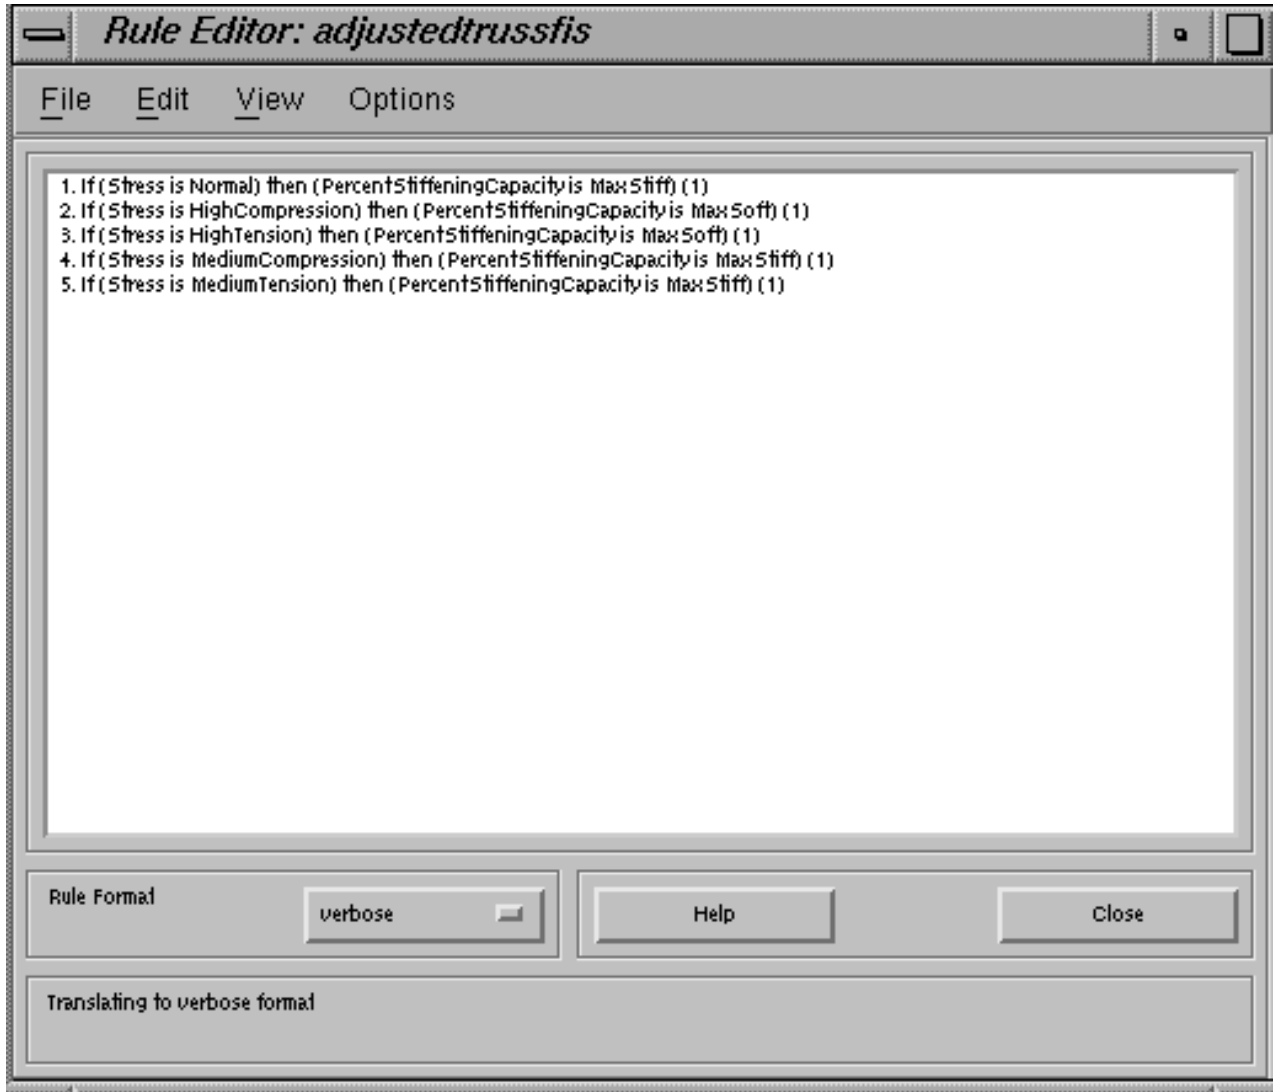 Rule Editor: adjustedtrussfis
File Edit View Options
1. If (Stress is Normal) then (PercentStiffeningCapacity is MaxStiff) (1)
2. If (Stress is HighCompression) then (PercentStiffeningCapacity is MaxSoft) (1)
3. If (Stress is HighTension) then (PercentStiffeningCapacity is MaxSoft) (1)
4. If (Stress is MediumCompression) then (PercentStiffeningCapacity is MaxStiff) (1)
5. If (Stress is MediumTension) then (PercentStiffeningCapacity is MaxStiff) (1)
Rule Format verbose Help Close
Translating to verbose format